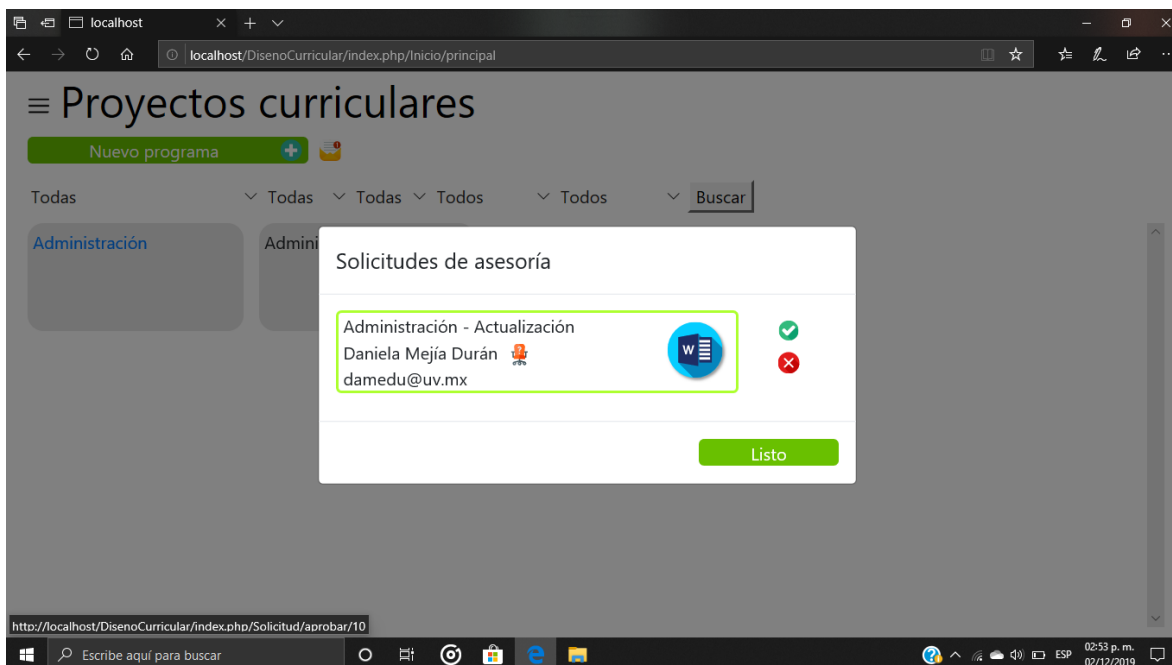 localhost
localhost/DisenoCurricular/index.php/Inicio/principal
Proyectos curriculares
Nuevo programa
Todas Todas Todas Todos Todos Buscar
Administración Admini
Solicitudes de asesoría
Administración - Actualización
Daniela Mejía Durán
damedu@uv.mx
W
Listo
http://localhost/DisenoCurricular/index.php/Solicitud/aprobar/10
Escribe aquí para buscar
ESP
02:53 p. m.
02/12/2019